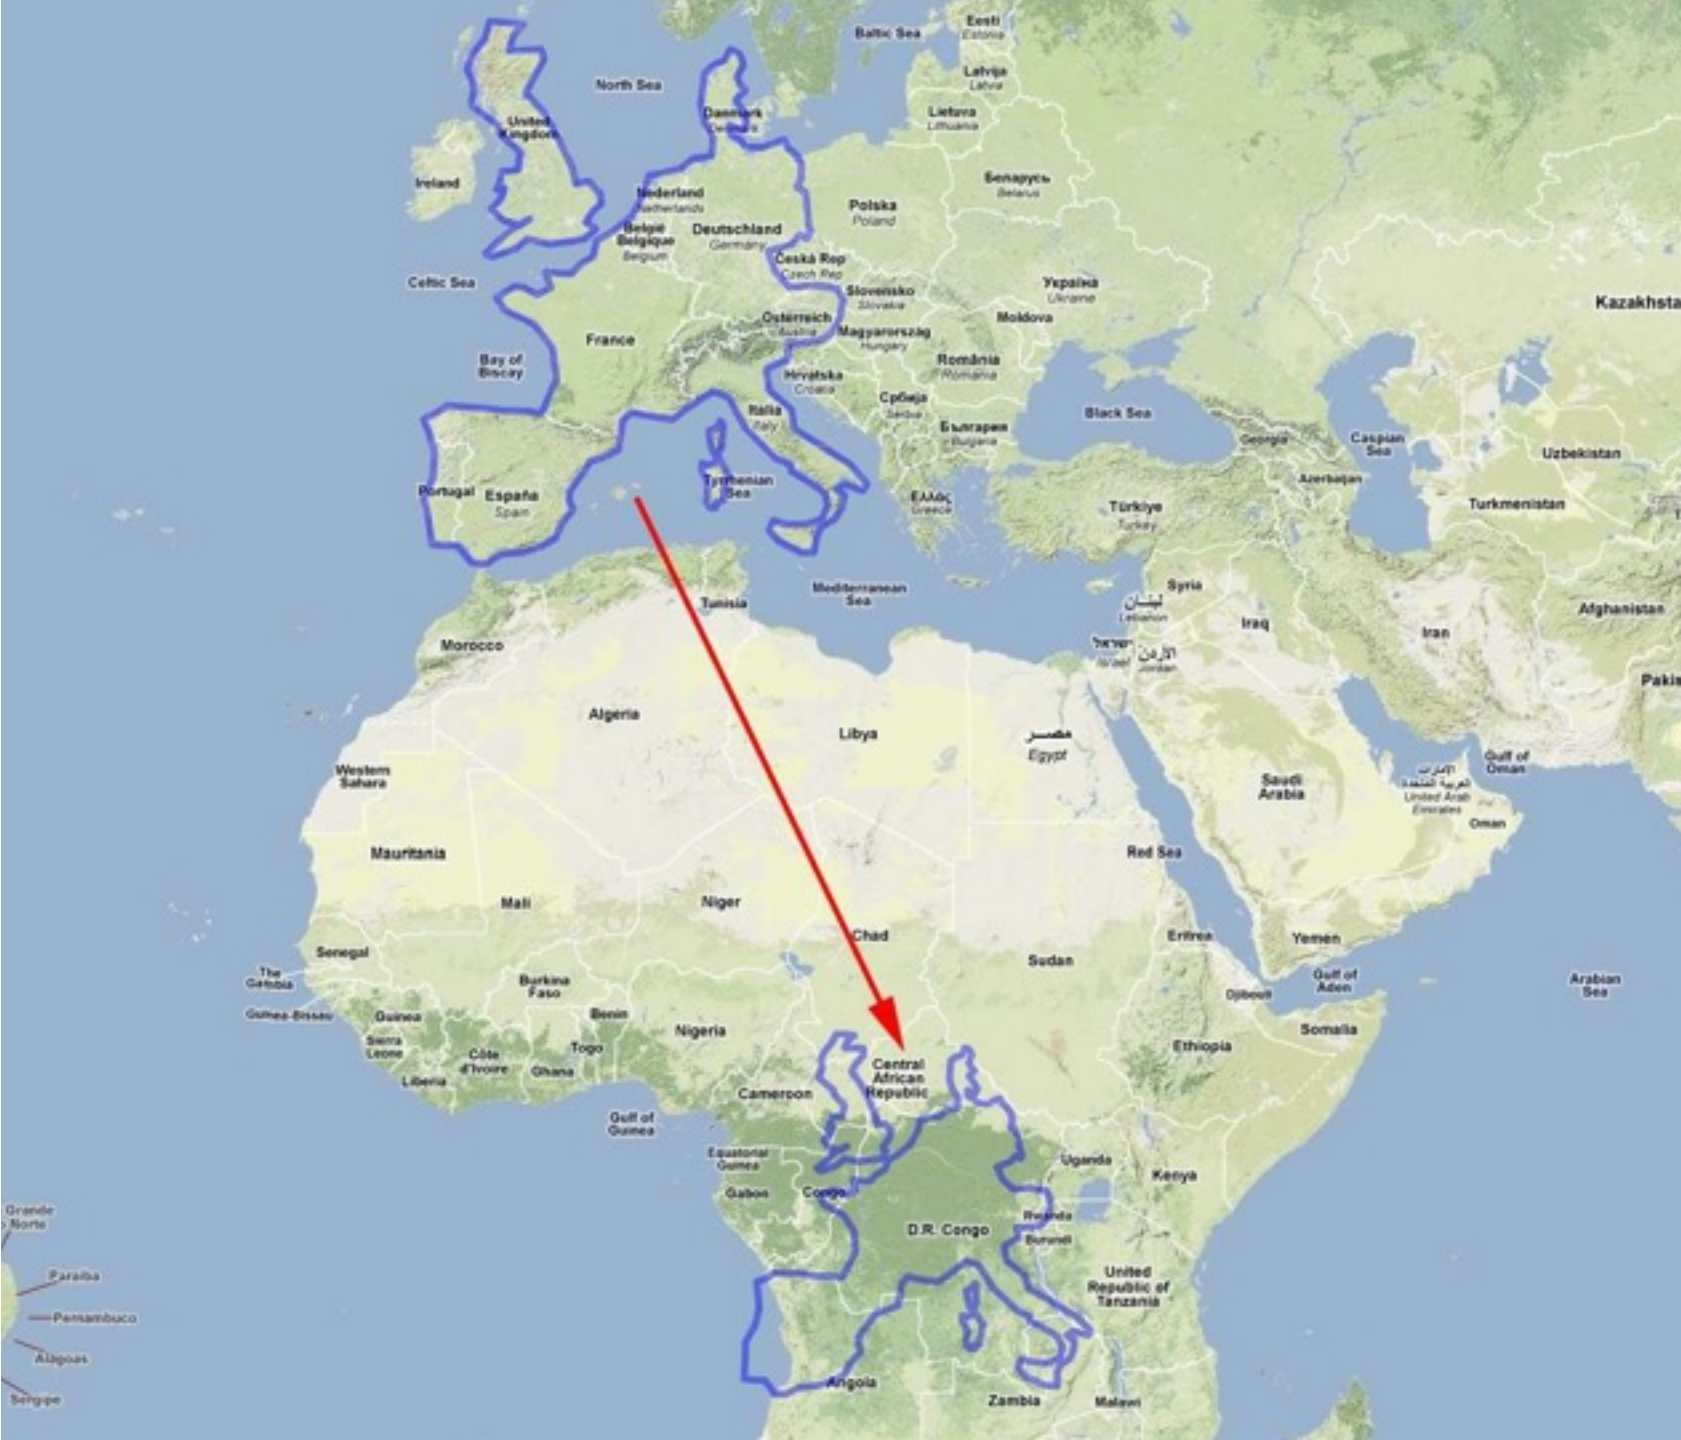 Eesti
Estonia
Baltic Sea
Latvija
Latvia
North Sea
Lietuva
Lithuania
Danmark
United
Kingdom
Ireland
Nederland
Netherlands
Беларусь
Belarus
Polska
Poland
België
Belgique
Belgium
Deutschland
Germany
Česká Rep
Czech Rep
Celtic Sea
Slovensko
Slovakia
Україна
Ukraine
Kazakhsta
Österreich
Austria
Moldova
Magyarország
Hungary
France
Bay of
Biscay
România
Romania
Hrvatska
Croatia
Србија
Serbia
Italia
Italy
Black Sea
България
Bulgaria
Georgia
Caspian
Sea
Uzbekistan
Azerbaijan
Portugal
España
Spain
Tyrrhenian
Sea
Ελλάς
Greece
Türkiye
Turkey
Turkmenistan
Mediterranean
Sea
Syria
لبنان
Lebanon
Tunisia
Afghanistan
Iraq
Iran
Morocco
ישראל
Israel
الأردن
Jordan
Pakis
Algeria
Libya
مصر
Egypt
Western
Sahara
Saudi
Arabia
Gulf of
Oman
الإمارات
العربية المتحدة
United Arab
Emirates
Oman
Mauritania
Red Sea
Mali
Niger
Chad
Senegal
Sudan
Eritrea
Yemen
The
Gambia
Burkina
Faso
Gulf of
Aden
Arabian
Sea
Djibouti
Guinea-Bissau
Guinea
Benin
Nigeria
Somalia
Sierra
Leone
Côte
d'Ivoire
Togo
Ghana
Ethiopia
Liberia
Central
African
Republic
Cameroon
Gulf of
Guinea
Equatorial
Guinea
Uganda
Kenya
Gabon
Congo
Grande
o Norte
Rwanda
D.R. Congo
Burundi
Paraíba
United
Republic of
Tanzania
Pernambuco
Alagoas
Sergipe
Angola
Zambia
Malawi